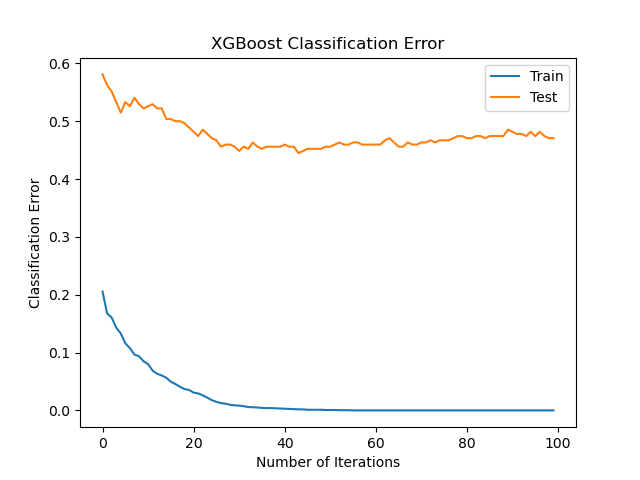 XGBoost Classification Error
Train
Test
Classification Error
0.6
0.5
0.4
0.3
0.2
0.1
0.0
0 20 40 60 80 100
Number of Iterations